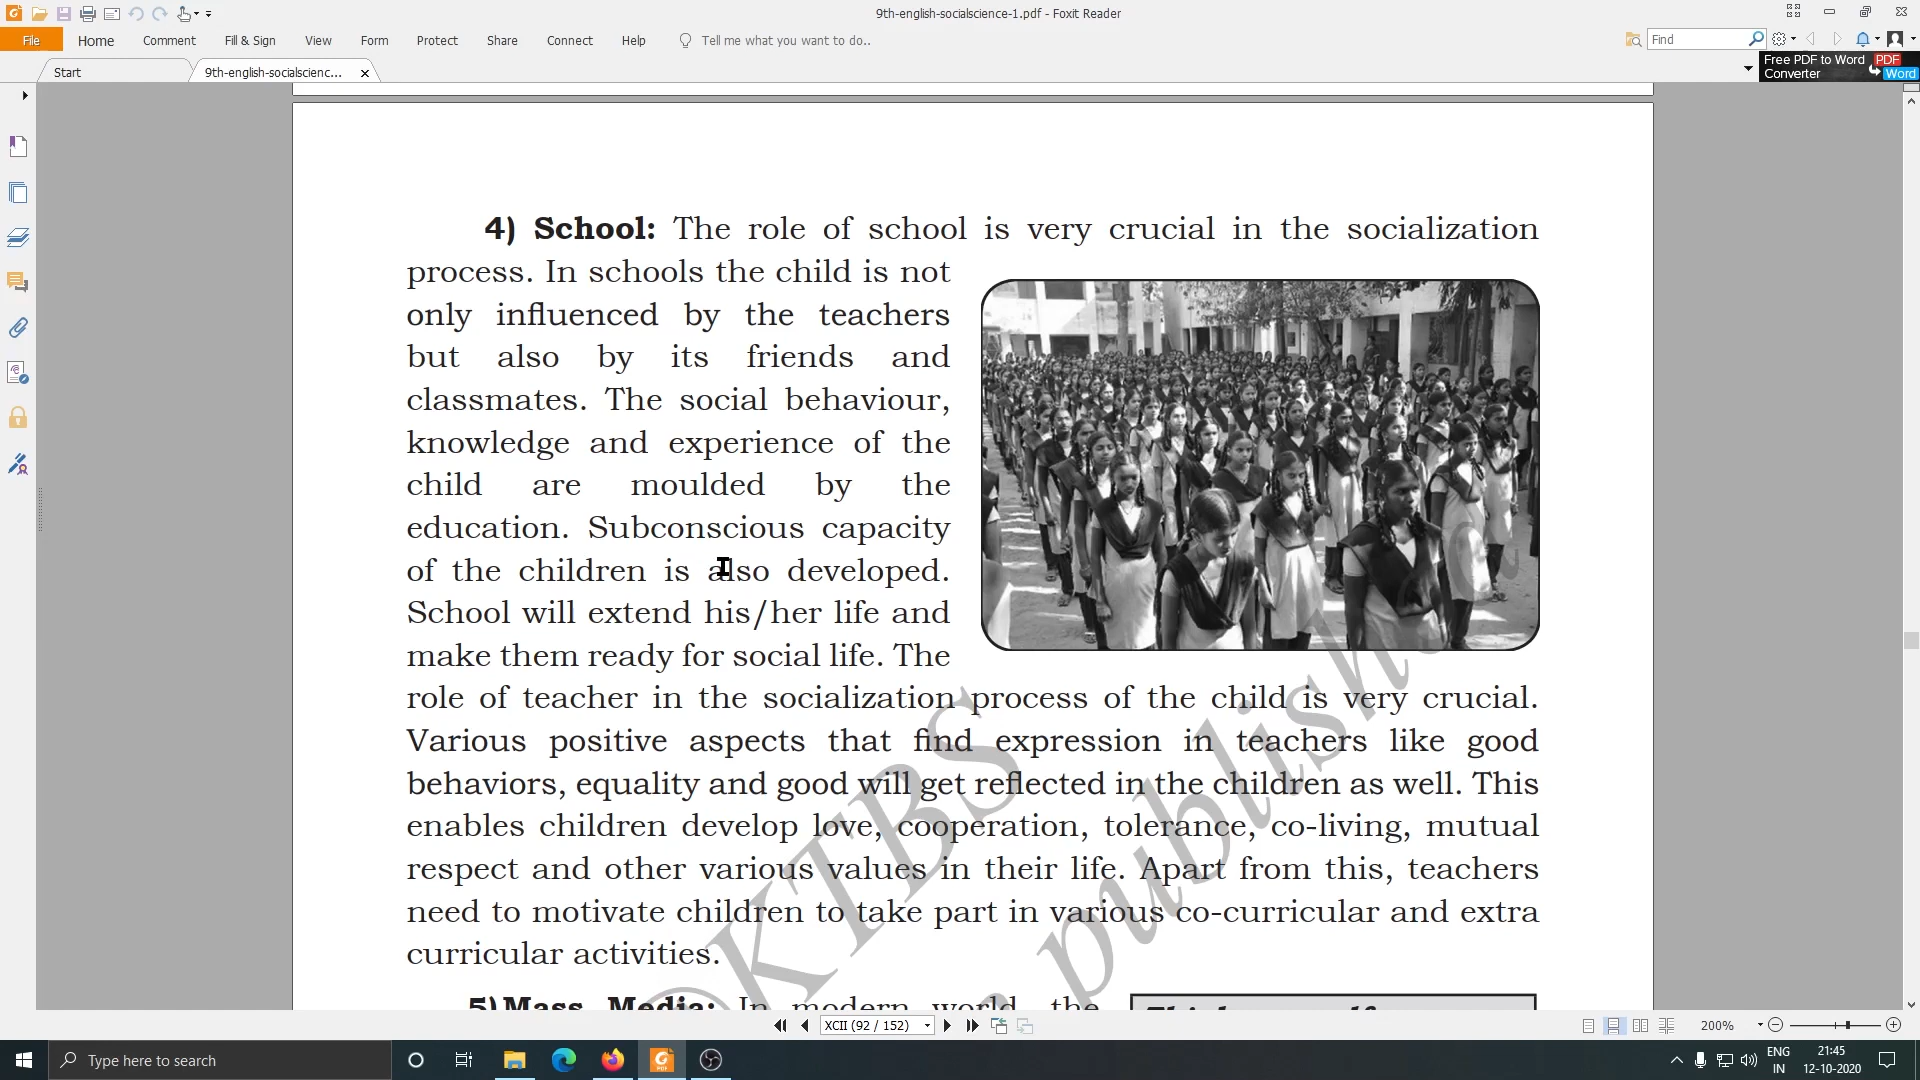 9th-english-socialscience-1.pdf - Foxit Reader
File Home Comment Fill & Sign View Form Protect Share Connect Help Tell me what you want to do.. Find
Start 9th-english-socialscienc...
Free PDF to Word Converter PDF Word
4) School: The role of school is very crucial in the socialization
process. In schools the child is not
only influenced by the teachers
but also by its friends and
classmates. The social behaviour,
knowledge and experience of the
child are moulded by the
education. Subconscious capacity
of the children is also developed.
School will extend his/her life and
make them ready for social life. The
role of teacher in the socialization process of the child is very crucial.
Various positive aspects that find expression in teachers like good
behaviors, equality and good will get reflected in the children as well. This
enables children develop love, cooperation, tolerance, co-living, mutual
respect and other various values in their life. Apart from this, teachers
need to motivate children to take part in various co-curricular and extra
curricular activities.
5) Mass Media: In modern world, the
©KTBS
publish
XCII (92 / 152) 200%
Type here to search
ENG
IN
21:45
12-10-2020